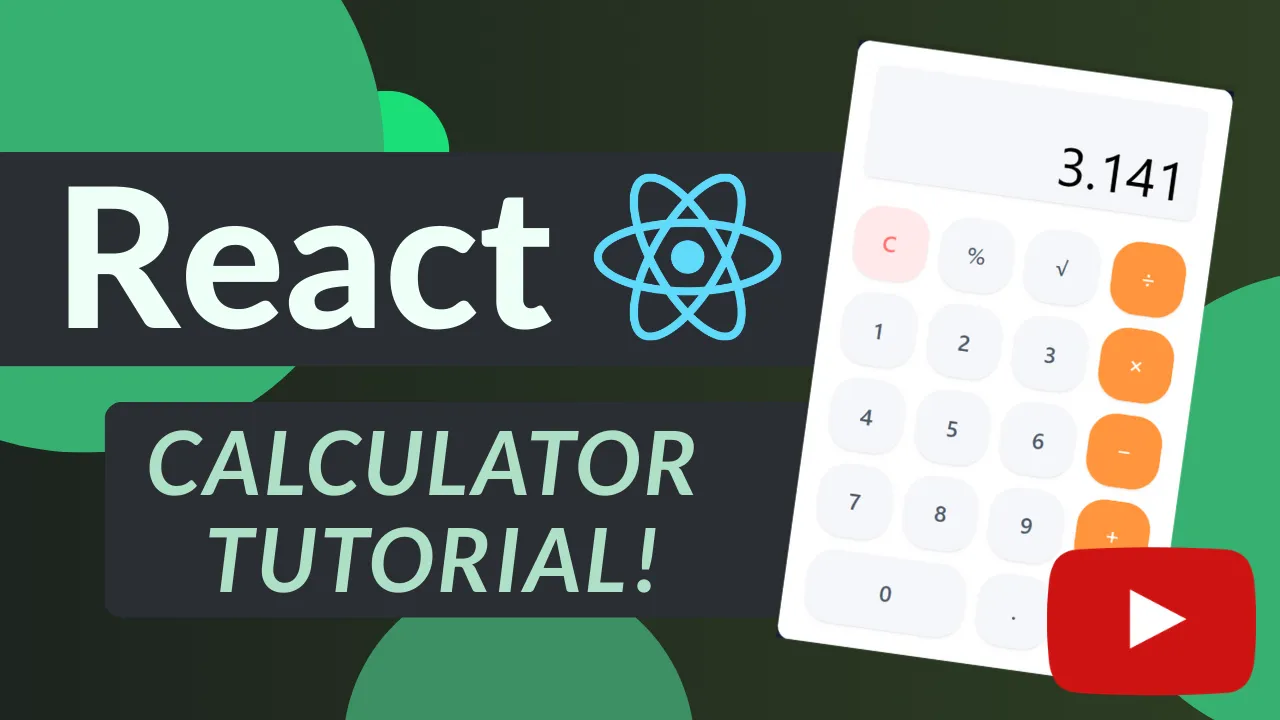 React
CALCULATOR
TUTORIAL!
3.141
C % √ ÷
1 2 3 ×
4 5 6 −
7 8 9 +
0 .